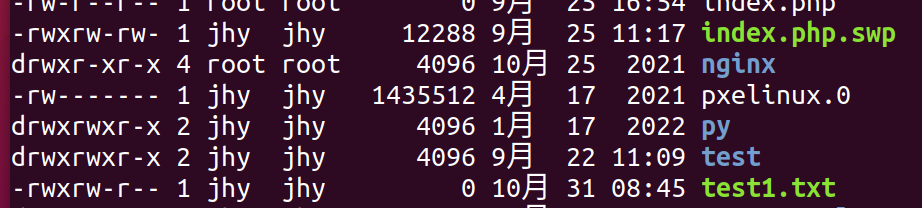 -rw-r--r-- 1 root root 0 9月 25 16:54 index.php
-rwxrw-rw- 1 jhy jhy 12288 9月 25 11:17 index.php.swp
drwxr-xr-x 4 root root 4096 10月 25 2021 nginx
-rw------- 1 jhy jhy 1435512 4月 17 2021 pxelinux.0
drwxrwxr-x 2 jhy jhy 4096 1月 17 2022 py
drwxrwxr-x 2 jhy jhy 4096 9月 22 11:09 test
-rwxrw-r-- 1 jhy jhy 0 10月 31 08:45 test1.txt